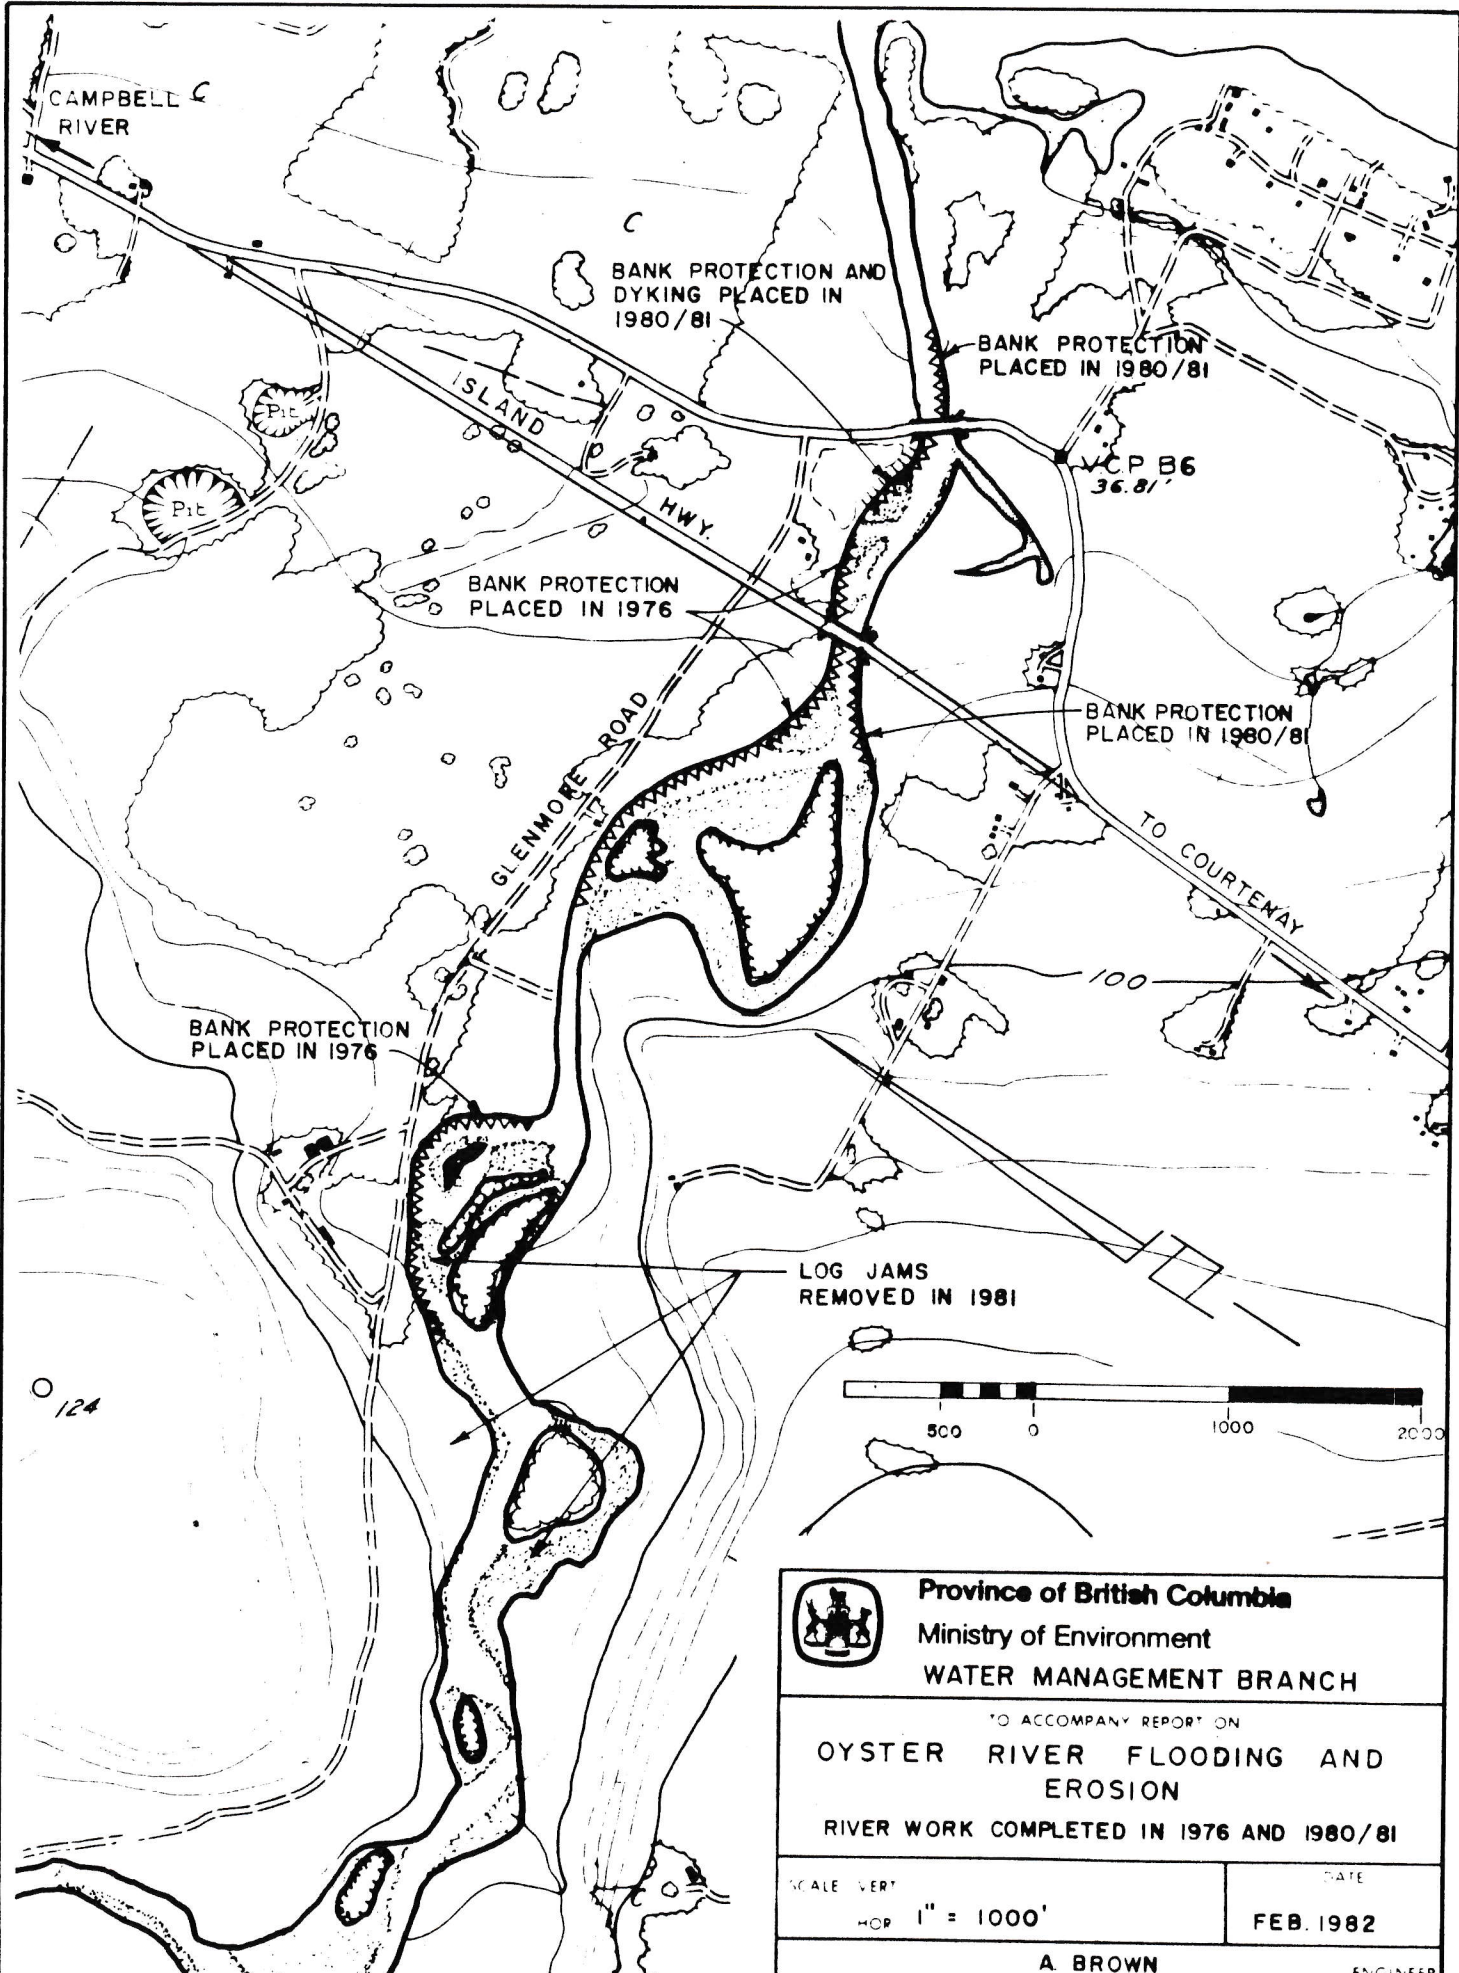 CAMPBELL
RIVER
C
C
BANK PROTECTION AND
DYKING PLACED IN
1980/81
BANK PROTECTION
PLACED IN 1980/81
ISLAND
HWY.
Pit
Pit
V.C.P. B6
36.81'
BANK PROTECTION
PLACED IN 1976
GLENMORE ROAD
BANK PROTECTION
PLACED IN 1980/81
TO COURTENAY
100
BANK PROTECTION
PLACED IN 1976
LOG JAMS
REMOVED IN 1981
124
500 0 1000 2000
Province of British Columbia
Ministry of Environment
WATER MANAGEMENT BRANCH
TO ACCOMPANY REPORT ON
OYSTER RIVER FLOODING AND
EROSION
RIVER WORK COMPLETED IN 1976 AND 1980/81
SCALE VERT
HOR 1" = 1000'
DATE
FEB. 1982
A. BROWN
ENGINEER